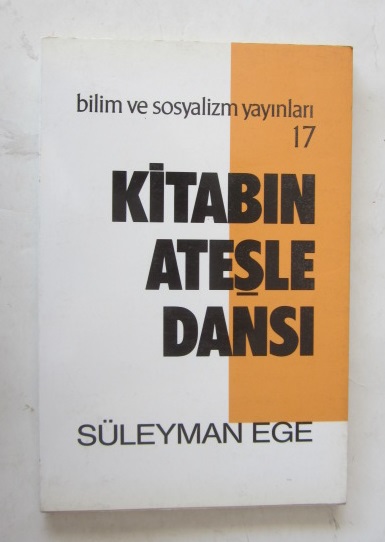 bilim ve sosyalizm yayınları
17
KİTABIN
ATEŞLE
DANSI
SÜLEYMAN EGE